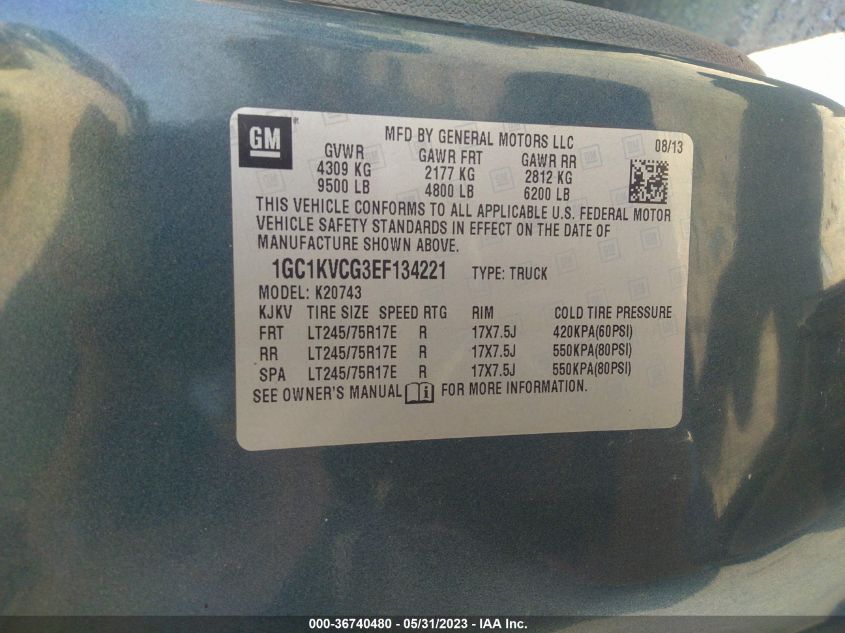 GM
MFD BY GENERAL MOTORS LLC
08/13
GVWR GAWR FRT GAWR RR
4309 KG 2177 KG 2812 KG
9500 LB 4800 LB 6200 LB
THIS VEHICLE CONFORMS TO ALL APPLICABLE U.S. FEDERAL MOTOR
VEHICLE SAFETY STANDARDS IN EFFECT ON THE DATE OF
MANUFACTURE SHOWN ABOVE.
1GC1KVCG3EF134221 TYPE: TRUCK
MODEL: K20743
KJKV TIRE SIZE SPEED RTG RIM COLD TIRE PRESSURE
FRT LT245/75R17E R 17X7.5J 420KPA(60PSI)
RR LT245/75R17E R 17X7.5J 550KPA(80PSI)
SPA LT245/75R17E R 17X7.5J 550KPA(80PSI)
SEE OWNER'S MANUAL i FOR MORE INFORMATION.
000-36740480 - 05/31/2023 - IAA Inc.